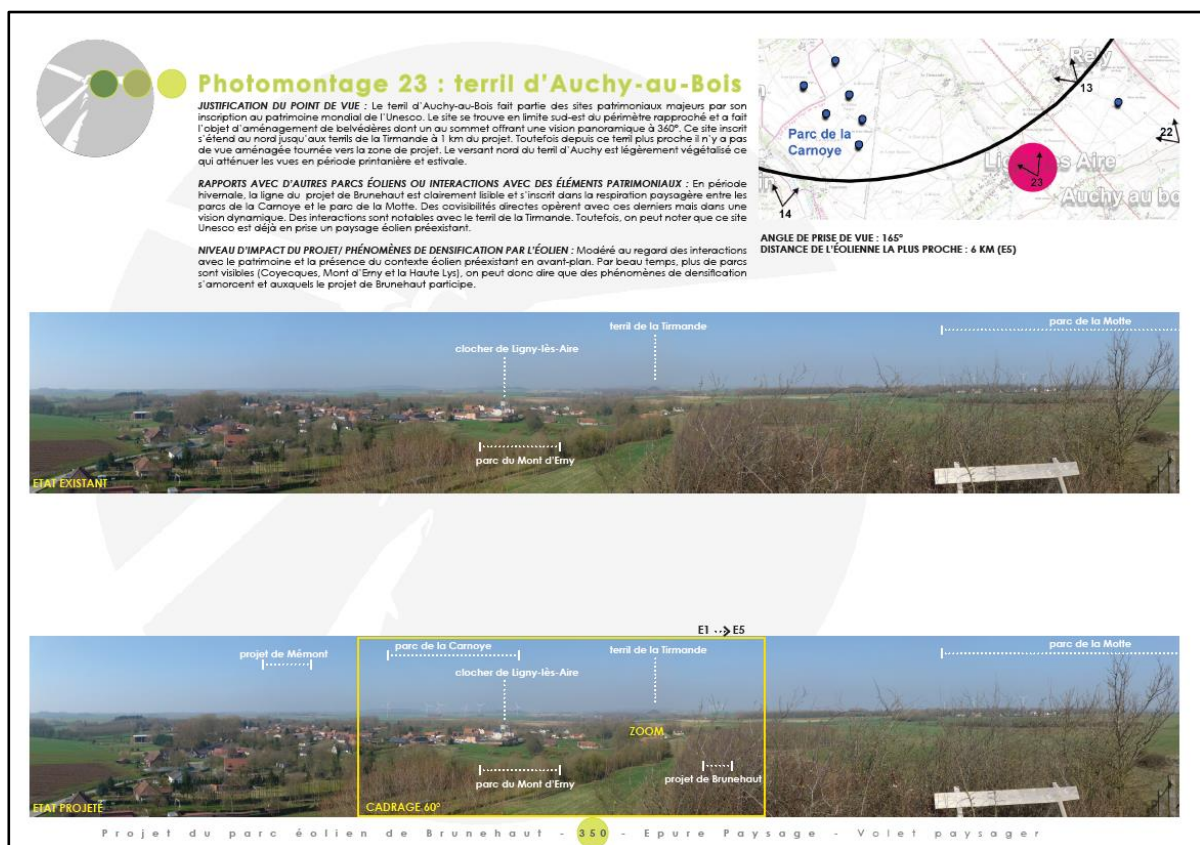 Photomontage 23 : terril d'Auchy-au-Bois
JUSTIFICATION DU POINT DE VUE : Le terril d'Auchy-au-Bois fait partie des sites patrimoniaux majeurs par son
inscription au patrimoine mondial de l'Unesco. Le site se trouve en limite sud-est du périmètre rapproché et a fait
l'objet d'aménagement de belvédères dont un au sommet offrant une vision panoramique à 360°. Ce site inscrit
s'étend au nord jusqu'aux terrils de la Tirmande à 1 km du projet. Toutefois depuis ce terril plus proche il n'y a pas
de vue aménagée tournée vers la zone de projet. Le versant nord du terril d'Auchy est légèrement végétalisé ce
qui atténuer les vues en période printanière et estivale.
RAPPORTS AVEC D'AUTRES PARCS ÉOLIENS OU INTERACTIONS AVEC DES ÉLÉMENTS PATRIMONIAUX : En période
hivernale, la ligne du projet de Brunehaut est clairement lisible et s'inscrit dans la respiration paysagère entre les
parcs de la Carnoye et le parc de la Motte. Des covisibilités directes opèrent avec ces derniers mais dans une
vision dynamique. Des interactions sont notables avec le terril de la Tirmande. Toutefois, on peut noter que ce site
Unesco est déjà en prise un paysage éolien préexistant.
NIVEAU D'IMPACT DU PROJET/ PHÉNOMÈNES DE DENSIFICATION PAR L'ÉOLIEN : Modéré au regard des interactions
avec le patrimoine et la présence du contexte éolien préexistant en avant-plan. Par beau temps, plus de parcs
sont visibles (Coyecques, Mont d'Erny et la Haute Lys), on peut donc dire que des phénomènes de densification
s'amorcent et auxquels le projet de Brunehaut participe.
Rely
13
Parc de la
Carnoye
22
Aire
23
Auchy au bo
14
ANGLE DE PRISE DE VUE : 165°
DISTANCE DE L'ÉOLIENNE LA PLUS PROCHE : 6 KM (E5)
parc de la Motte
terril de la Tirmande
clocher de Ligny-lès-Aire
parc du Mont d'Erny
ETAT EXISTANT
E1 E5
projet de Mémont
parc de la Carnoye
terril de la Tirmande
parc de la Motte
clocher de Ligny-lès-Aire
ZOOM
parc du Mont d'Erny
projet de Brunehaut
ETAT PROJETÉ
CADRAGE 60°
Projet du parc éolien de Brunehaut - 350 - Epure Paysage - Volet paysager